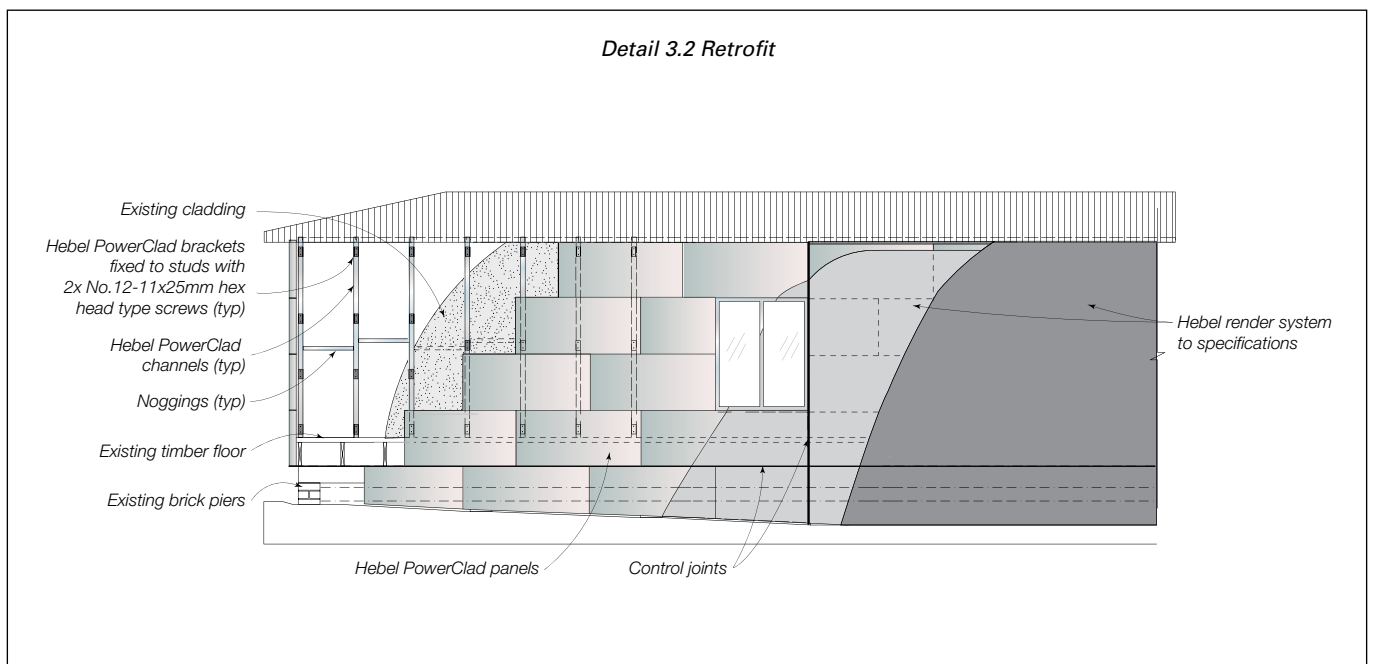 Detail 3.2 Retrofit
Existing cladding
Hebel PowerClad brackets
fixed to studs with
2x No.12-11x25mm hex
head type screws (typ)
Hebel PowerClad
channels (typ)
Noggings (typ)
Existing timber floor
Existing brick piers
Hebel PowerClad panels
Control joints
Hebel render system
to specifications